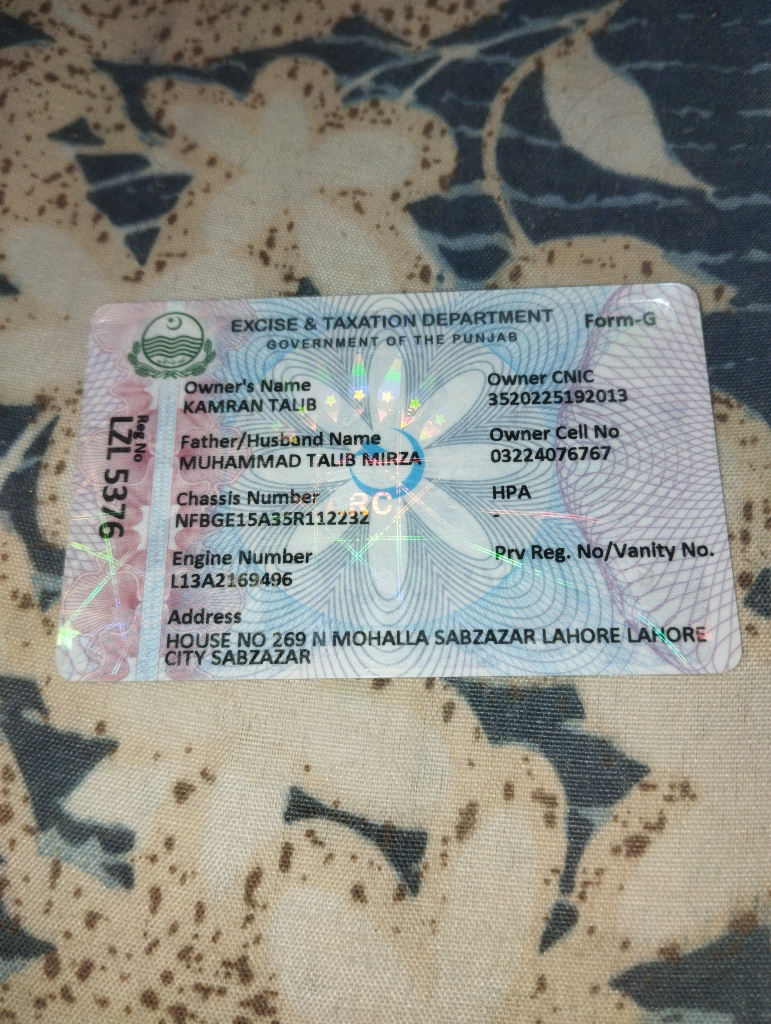 EXCISE & TAXATION DEPARTMENT
Form-G
GOVERNMENT OF THE PUNJAB
Reg No
LZL 5376
Owner's Name
KAMRAN TALIB
Owner CNIC
3520225192013
Father/Husband Name
MUHAMMAD TALIB MIRZA
Owner Cell No
03224076767
Chassis Number
NFBGE15A35R112232
HPA
-
RC
Engine Number
L13A2169496
Prv Reg. No/Vanity No.
Address
HOUSE NO 269 N MOHALLA SABZAZAR LAHORE LAHORE
CITY SABZAZAR